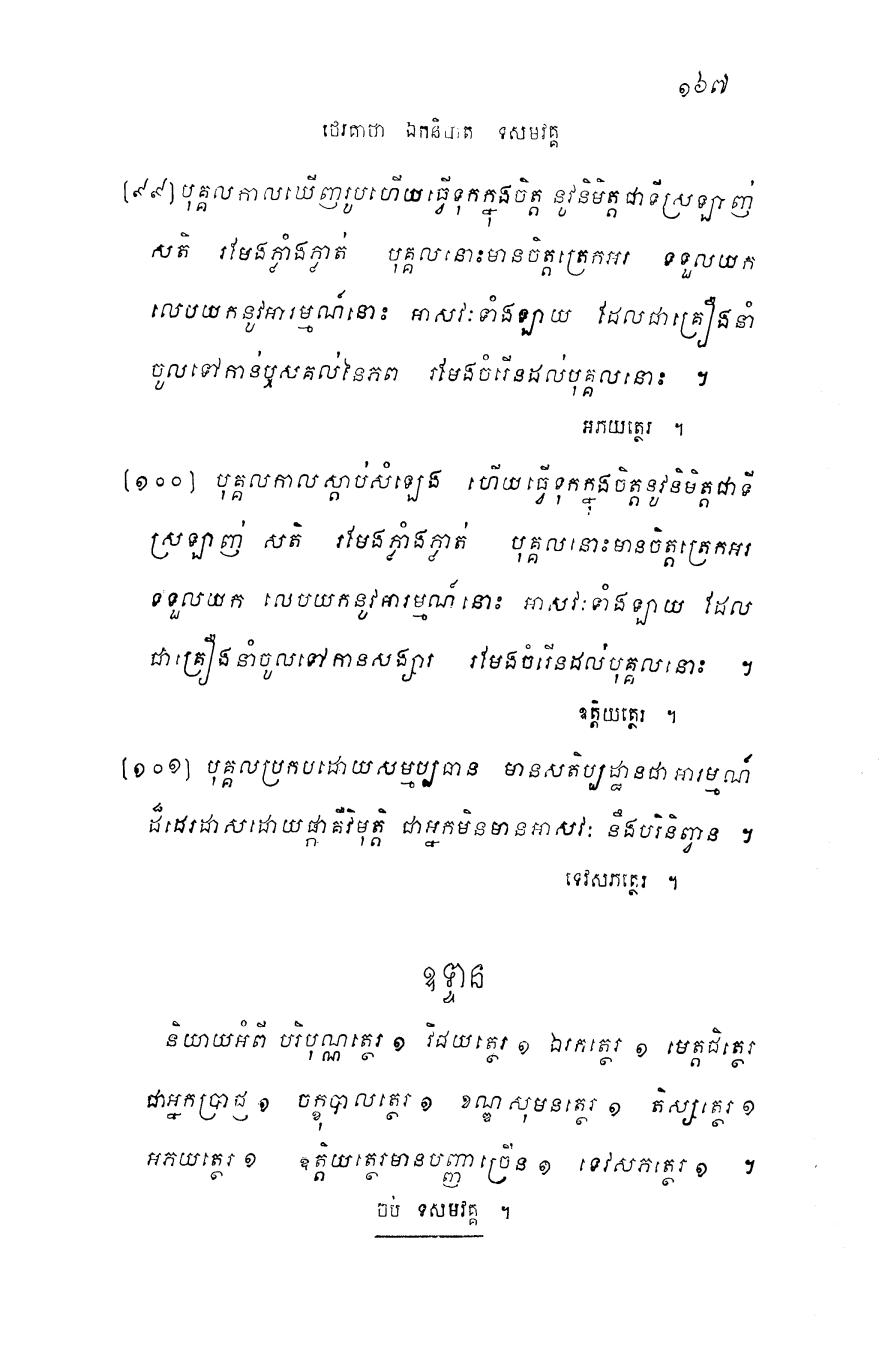 ១៦៧
ថេរគាថា ឯកនិបាត ទសមវគ្គ
(៩៩) បុគ្គលកាលឃើញរូបហើយធ្វើទុកក្នុងចិត្ត នូវនិមិត្តជាទីស្រឡាញ់
សតិ រមែងភ្វាំងភ្វាត់ បុគ្គលនោះមានចិត្តត្រេកអរ ទទួលយក
លេបយកនូវអារម្មណ៍នោះ អាសវៈទាំងឡាយ ដែលជាគ្រឿងនាំ
ចូលទៅកាន់ឫសគល់នៃភព រមែងចំរើនដល់បុគ្គលនោះ ។
អភយត្ថេរ ។
(១០០) បុគ្គលកាលស្តាប់សំឡេង ហើយធ្វើទុកក្នុងចិត្តនូវនិមិត្តជាទី
ស្រឡាញ់ សតិ រមែងភ្វាំងភ្វាត់ បុគ្គលនោះមានចិត្តត្រេកអរ
ទទួលយក លេបយកនូវអារម្មណ៍នោះ អាសវៈទាំងឡាយ ដែល
ជាគ្រឿងនាំចូលទៅកានសង្សារ រមែងចំរើនដល់បុគ្គលនោះ ។
ឧត្តិយត្ថេរ ។
(១០១) បុគ្គលប្រកបដោយសម្មប្បធាន មានសតិប្បដ្ឋានជាអារម្មណ៍
ដ៏ដេរដាសដោយផ្កាគឺវិមុត្តិ ជាអ្នកមិនមានអាសវៈ នឹងបរិនិព្វាន ។
ទេវសភត្ថេរ ។
ឧទ្ទាន
និយាយអំពី បរិបុណ្ណត្ថេរ ១ វិជយត្ថេរ ១ ឯរកត្ថេរ ១ មេត្តជិត្ថេរ
ជាអ្នកប្រាជ្ញ ១ ចក្ខុបាលត្ថេរ ១ ខណ្ឌសុមនត្ថេរ ១ តិស្សត្ថេរ ១
អភយត្ថេរ ១ ឧត្តិយត្ថេរមានបញ្ញាច្រើន ១ ទេវសភត្ថេរ ១ ។
ចប់ ទសមវគ្គ ។